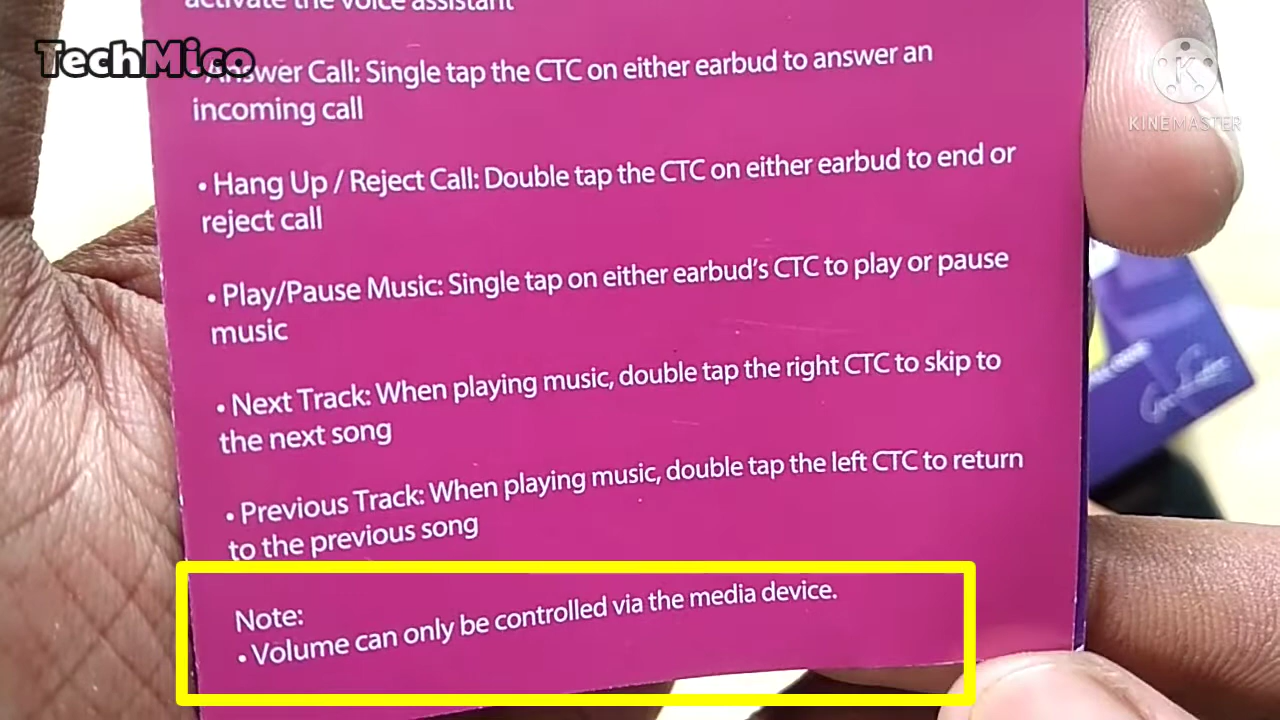 activate the voice assistant
TechMico
• Answer Call: Single tap the CTC on either earbud to answer an
incoming call
KINEMASTER
• Hang Up / Reject Call: Double tap the CTC on either earbud to end or
reject call
• Play/Pause Music: Single tap on either earbud's CTC to play or pause
music
• Next Track: When playing music, double tap the right CTC to skip to
the next song
• Previous Track: When playing music, double tap the left CTC to return
to the previous song
Note:
• Volume can only be controlled via the media device.